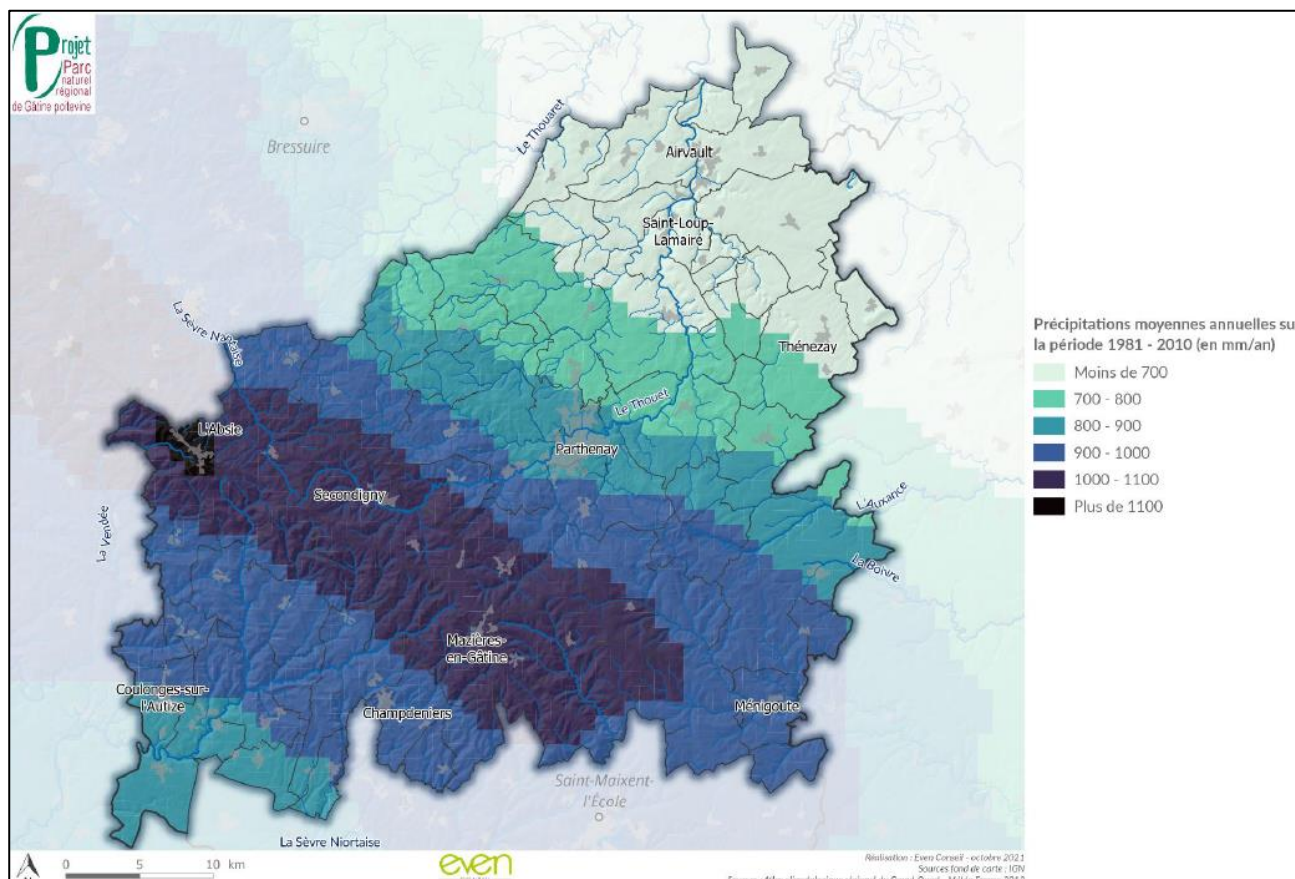 Projet
Parc
naturel
régional
de Gâtine poitevine
Bressuire
Le Thouaret
Airvault
Saint-Loup-
Lamairé
La Sèvre Nantaise
Thénezay
Le Thouet
L'Absie
Parthenay
Secondigny
L'Auxance
La Vendée
La Boivre
Mazières-
en-Gâtine
Coulonges-sur-
l'Autize
Champdeniers
Ménigoute
Saint-Maixent-
l'École
La Sèvre Niortaise
Précipitations moyennes annuelles su
la période 1981 - 2010 (en mm/an)
Moins de 700
700 - 800
800 - 900
900 - 1000
1000 - 1100
Plus de 1100
0 5 10 km
even
Réalisation : Even Conseil - octobre 2021
Sources fond de carte : IGN